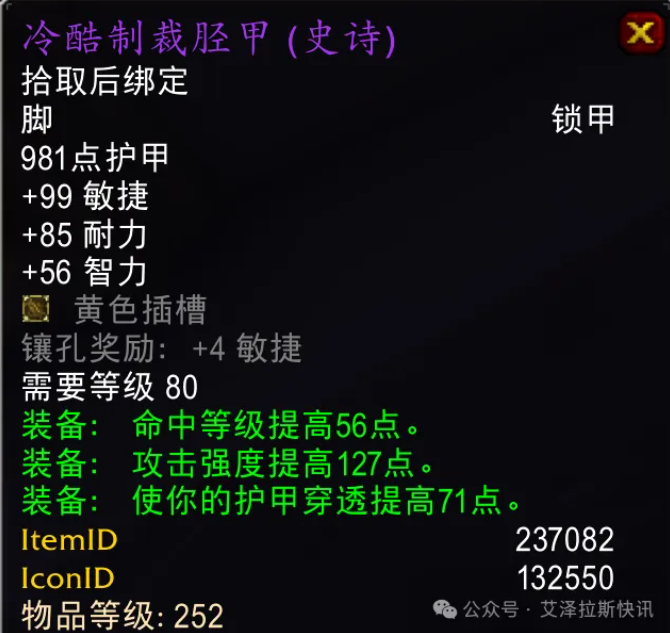 冷酷制裁胫甲 (史诗)
拾取后绑定
脚 锁甲
981点护甲
+99 敏捷
+85 耐力
+56 智力
黄色插槽
镶孔奖励: +4 敏捷
需要等级 80
装备: 命中等级提高56点。
装备: 攻击强度提高127点。
装备: 使你的护甲穿透提高71点。
ItemID 237082
IconID 132550
物品等级: 252
公众号 · 艾泽拉斯快讯